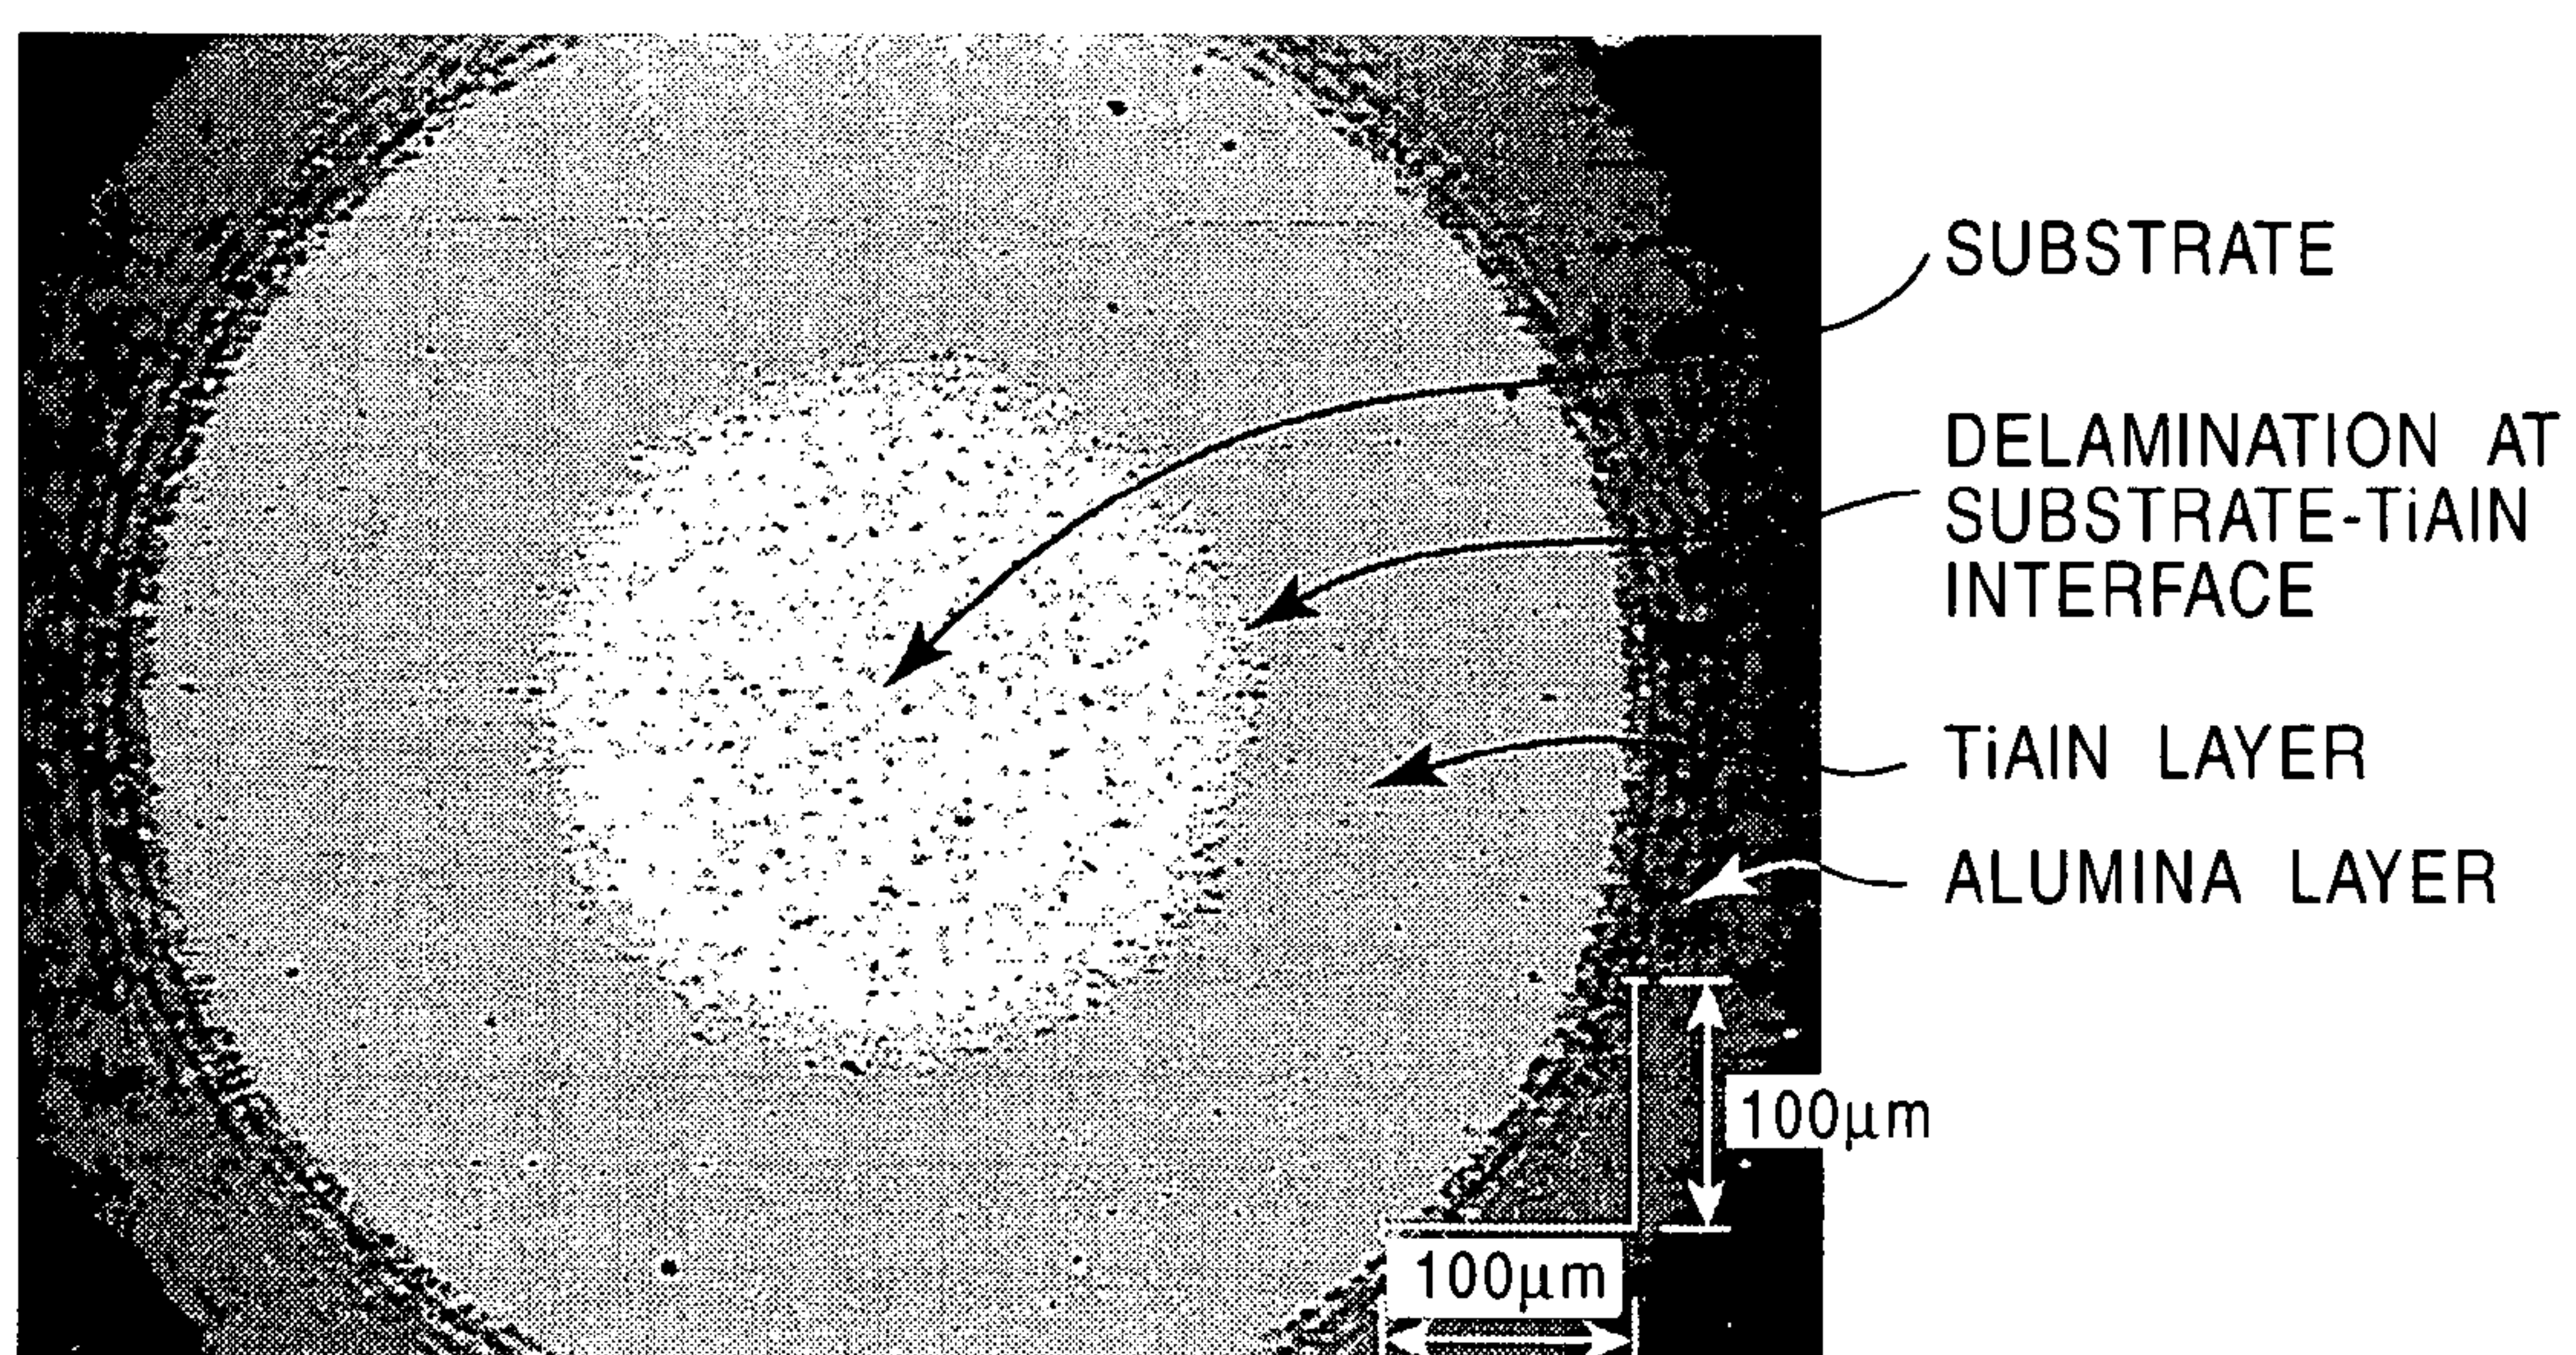 SUBSTRATE
DELAMINATION AT
SUBSTRATE-TiAlN
INTERFACE
TiAlN LAYER
ALUMINA LAYER
100μm
100μm